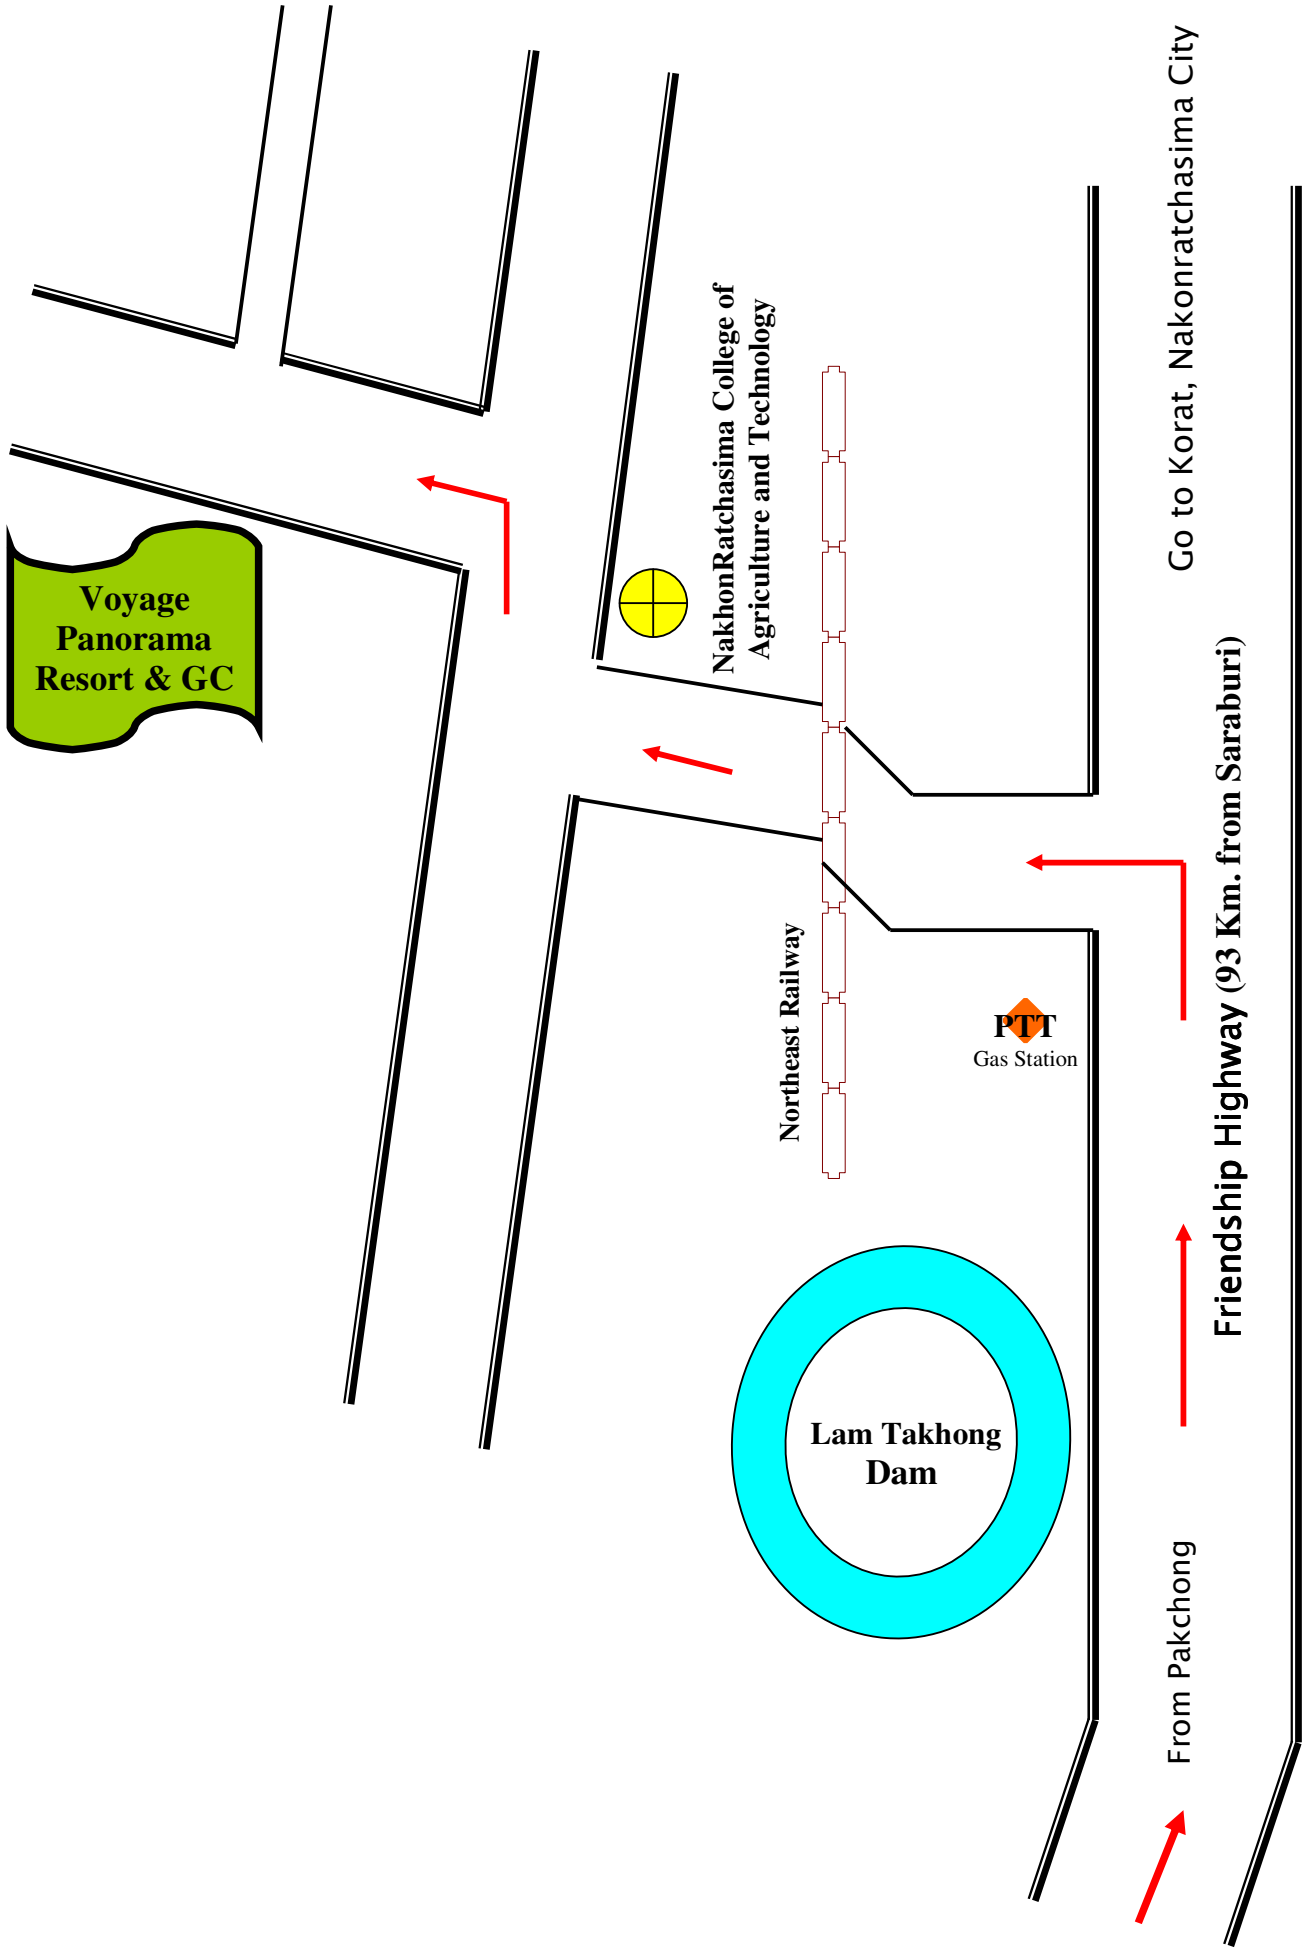 Go to Korat, Nakonratchasima City
NakhonRatchasima College of
Agriculture and Technology
Voyage
Panorama
Resort & GC
Friendship Highway (93 Km. from Saraburi)
Northeast Railway
PTT
Gas Station
Lam Takhong
Dam
From Pakchong